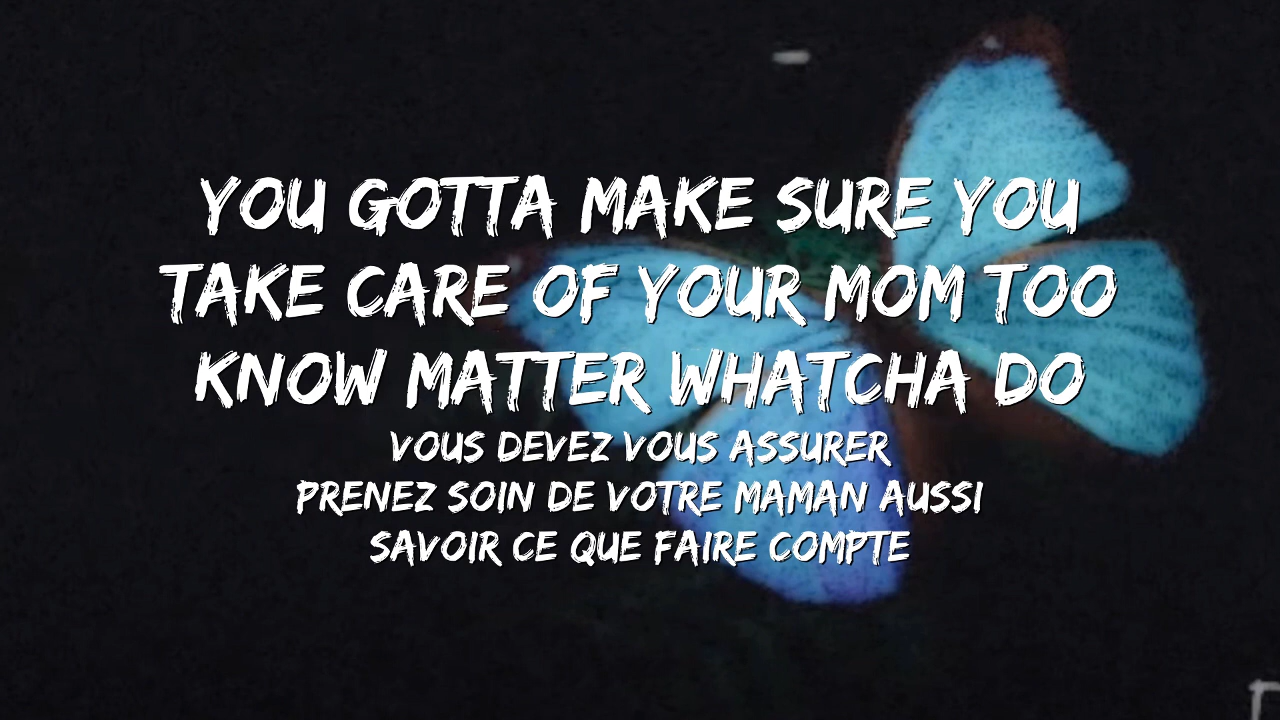 YOU GOTTA MAKE SURE YOU
TAKE CARE OF YOUR MOM TOO
KNOW MATTER WHATCHA DO
VOUS DEVEZ VOUS ASSURER
PRENEZ SOIN DE VOTRE MAMAN AUSSI
SAVOIR CE QUE FAIRE COMPTE